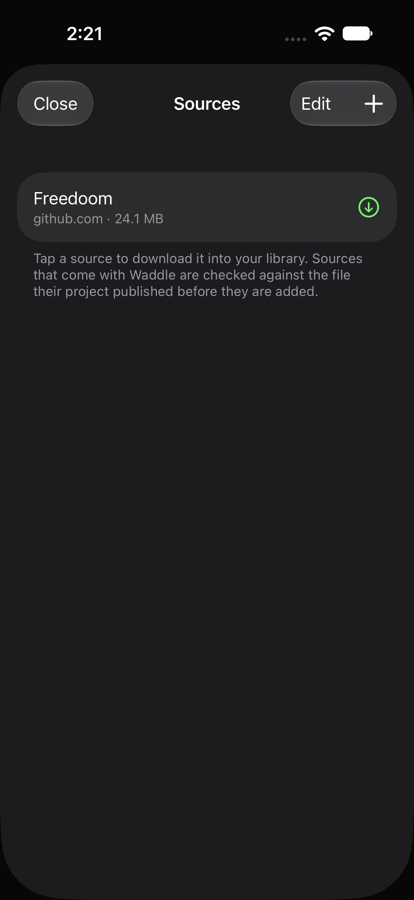 2:21
Close
Sources
Edit
Freedoom
github.com · 24.1 MB
Tap a source to download it into your library. Sources
that come with Waddle are checked against the file
their project published before they are added.